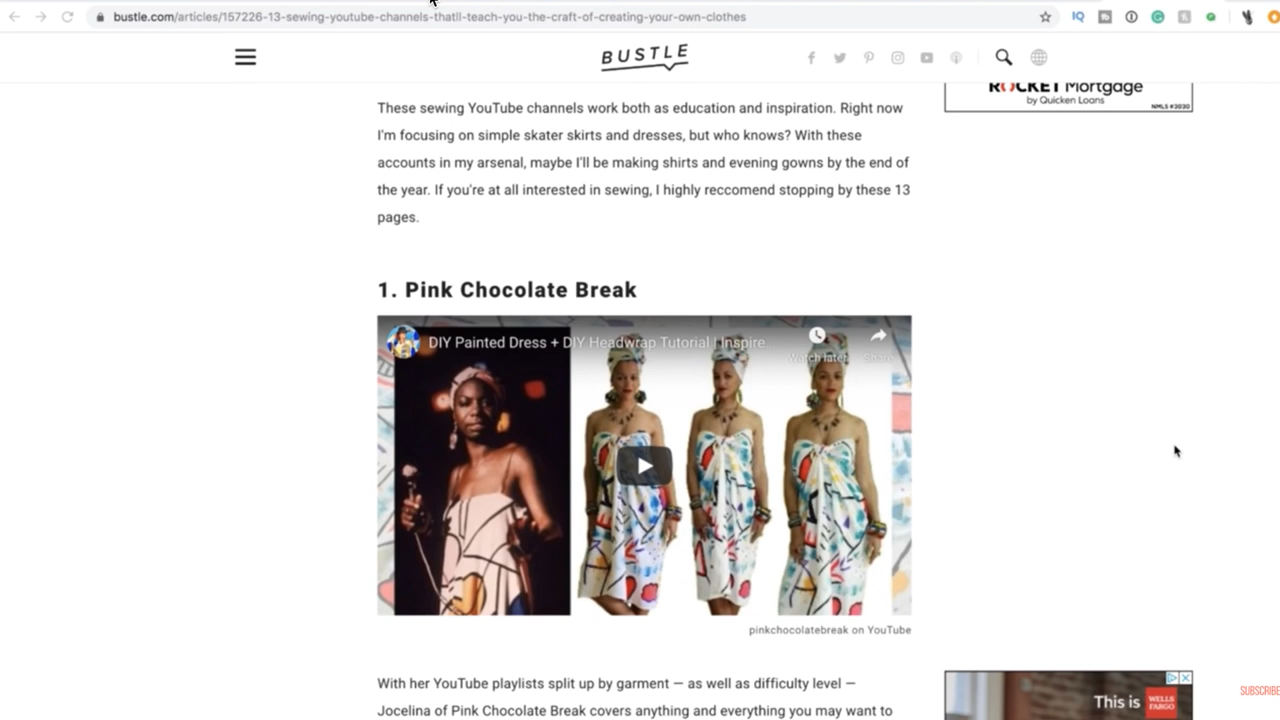 bustle.com/articles/157226-13-sewing-youtube-channels-thatll-teach-you-the-craft-of-creating-your-own-clothes
IQ
BUSTLE
ROCKET Mortgage
by Quicken Loans
NMLS #3030
These sewing YouTube channels work both as education and inspiration. Right now
I'm focusing on simple skater skirts and dresses, but who knows? With these
accounts in my arsenal, maybe I'll be making shirts and evening gowns by the end of
the year. If you're at all interested in sewing, I highly reccomend stopping by these 13
pages.
1. Pink Chocolate Break
DIY Painted Dress + DIY Headwrap Tutorial | Inspire...
Watch later
Share
pinkchocolatebreak on YouTube
With her YouTube playlists split up by garment — as well as difficulty level —
Jocelina of Pink Chocolate Break covers anything and everything you may want to
This is
WELLS
FARGO
SUBSCRIBE